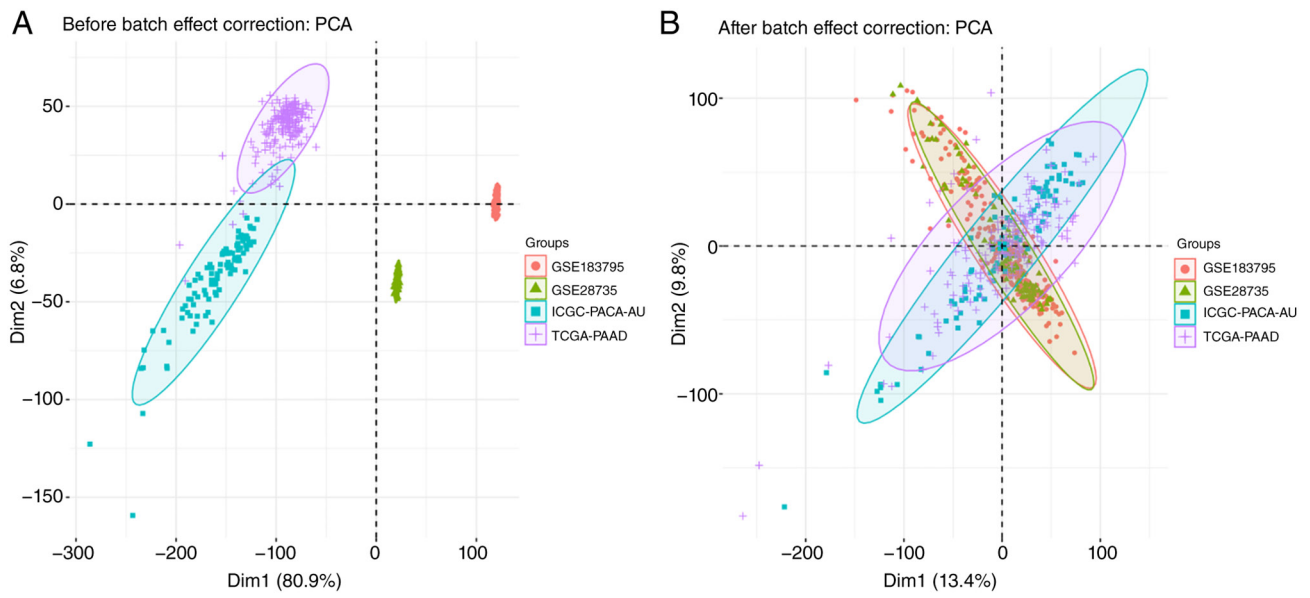 A
Before batch effect correction: PCA
50
0
−50
−100
−150
Dim2 (6.8%)
−300
−200
−100
0
100
Dim1 (80.9%)
Groups
GSE183795
GSE28735
ICGC-PACA-AU
TCGA-PAAD
B
After batch effect correction: PCA
100
0
−100
Dim2 (9.8%)
−200
−100
0
100
Dim1 (13.4%)
Groups
GSE183795
GSE28735
ICGC-PACA-AU
TCGA-PAAD